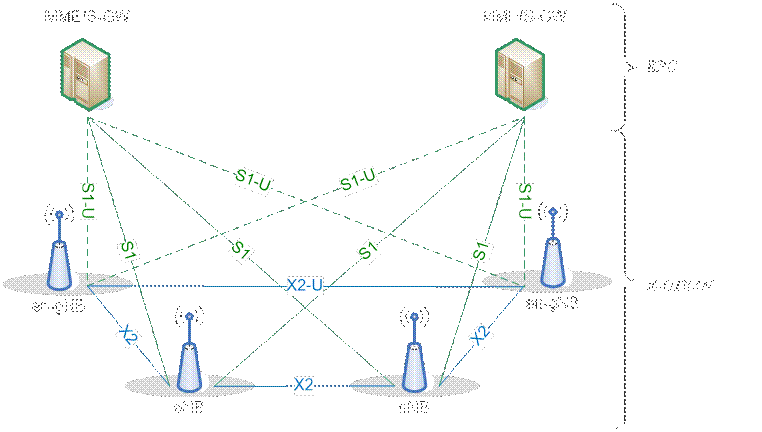 MME/S-GW
MME/S-GW
EPC
S1-U
S1-U
S1-U
S1-U
S1
S1
S1
S1
X2-U
en-gNB
en-gNB
E-UTRAN
X2
X2
X2
eNB
eNB